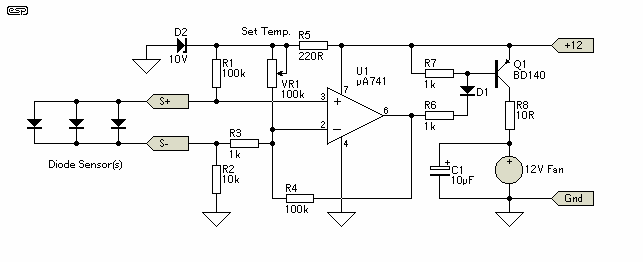 esp
Set Temp.
D2
10V
R5
220R
+12
R1
100k
VR1
100k
U1
µA741
R7
1k
Q1
BD140
D1
S+
3
7
+
6
R6
1k
R8
10R
2
−
4
S-
R3
1k
Diode Sensor(s)
R2
10k
R4
100k
+
C1
10µF
+
12V Fan
Gnd